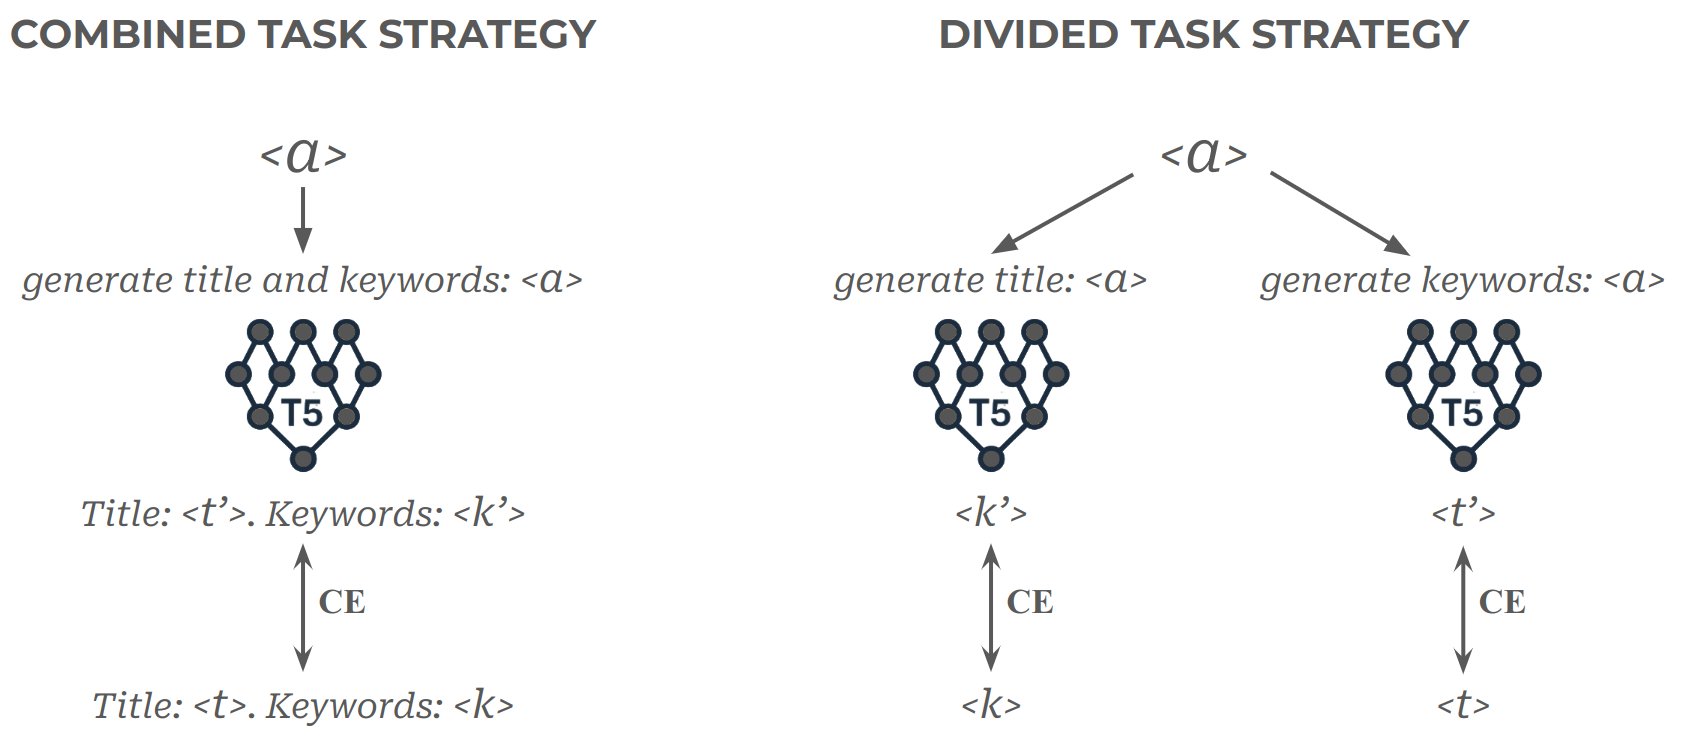 COMBINED TASK STRATEGY
<a>
generate title and keywords: <a>
T5
Title: <t’>. Keywords: <k’>
CE
Title: <t>. Keywords: <k>
DIVIDED TASK STRATEGY
<a>
generate title: <a>
T5
<k’>
CE
<k>
generate keywords: <a>
T5
<t’>
CE
<t>